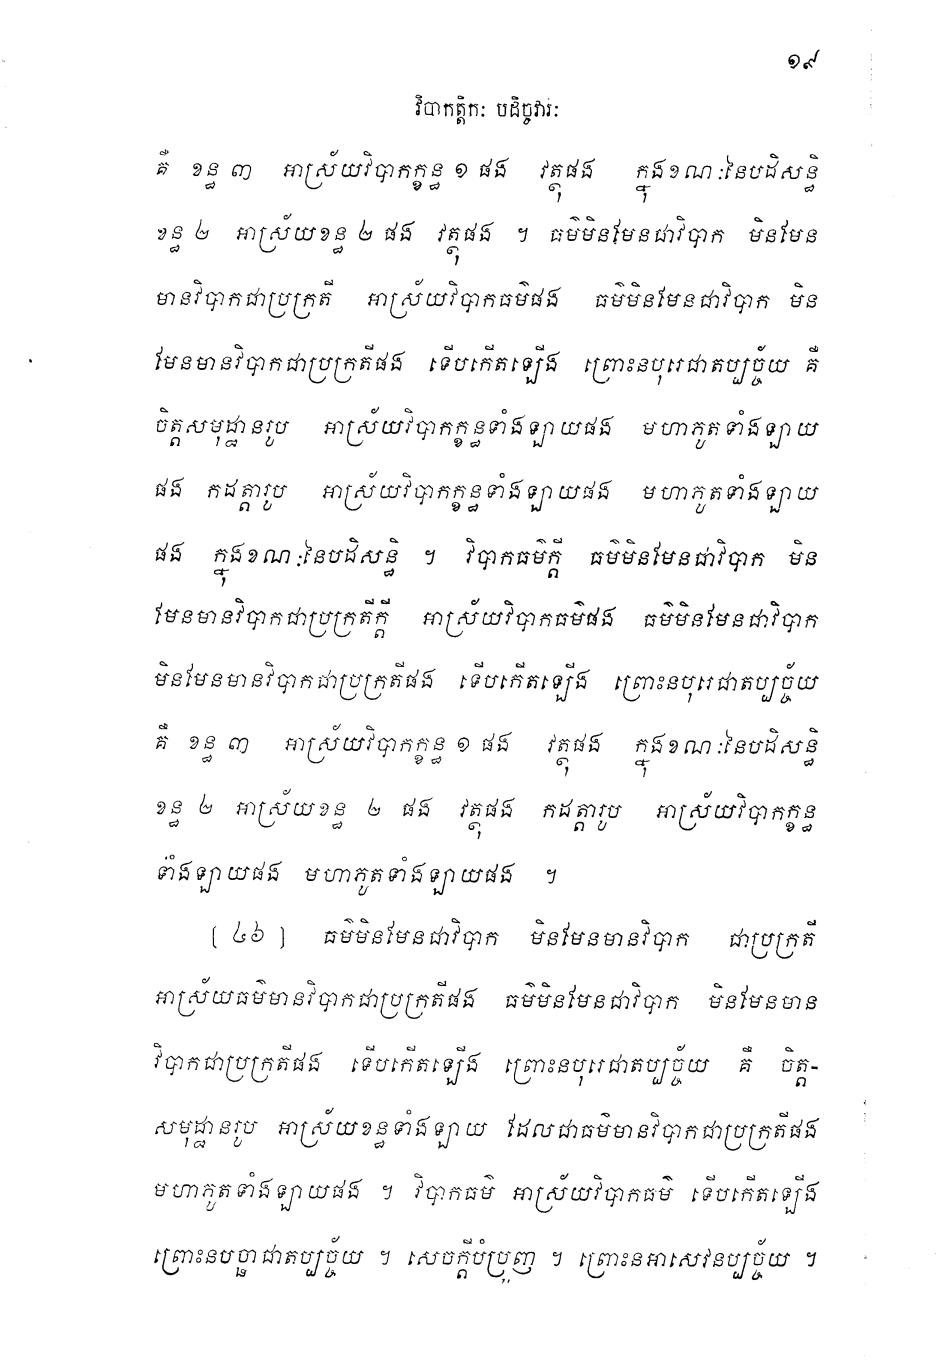 ១៩
វិបាកត្តិកៈ បដិច្ចវារៈ
គឺ ខន្ធ ៣ អាស្រ័យវិបាកក្ខន្ធ ១ ផង វត្ថុផង ក្នុងខណៈនៃបដិសន្ធិ
ខន្ធ ២ អាស្រ័យខន្ធ ២ ផង វត្ថុផង ។ ធម៌មិនមែនជាវិបាក មិនមែន
មានវិបាកជាប្រក្រតី អាស្រ័យវិបាកធម៌ផង ធម៌មិនមែនជាវិបាក មិន
មែនមានវិបាកជាប្រក្រតីផង ទើបកើតឡើង ព្រោះនបុរេជាតប្បច្ច័យ គឺ
ចិត្តសមុដ្ឋានរូប អាស្រ័យវិបាកក្ខន្ធទាំងឡាយផង មហាភូតទាំងឡាយ
ផង កដត្តារូប អាស្រ័យវិបាកក្ខន្ធទាំងឡាយផង មហាភូតទាំងឡាយ
ផង ក្នុងខណៈនៃបដិសន្ធិ ។ វិបាកធម៌ក្តី ធម៌មិនមែនជាវិបាក មិន
មែនមានវិបាកជាប្រក្រតីក្តី អាស្រ័យវិបាកធម៌ផង ធម៌មិនមែនជាវិបាក
មិនមែនមានវិបាកជាប្រក្រតីផង ទើបកើតឡើង ព្រោះនបុរេជាតប្បច្ច័យ
គឺ ខន្ធ ៣ អាស្រ័យវិបាកក្ខន្ធ ១ ផង វត្ថុផង ក្នុងខណៈនៃបដិសន្ធិ
ខន្ធ ២ អាស្រ័យខន្ធ ២ ផង វត្ថុផង កដត្តារូប អាស្រ័យវិបាកក្ខន្ធ
ទាំងឡាយផង មហាភូតទាំងឡាយផង ។
[ ៤៦ ] ធម៌មិនមែនជាវិបាក មិនមែនមានវិបាក ជាប្រក្រតី
អាស្រ័យធម៌មានវិបាកជាប្រក្រតីផង ធម៌មិនមែនជាវិបាក មិនមែនមាន
វិបាកជាប្រក្រតីផង ទើបកើតឡើង ព្រោះនបុរេជាតប្បច្ច័យ គឺ ចិត្ត-
សមុដ្ឋានរូប អាស្រ័យខន្ធទាំងឡាយ ដែលជាធម៌មានវិបាកជាប្រក្រតីផង
មហាភូតទាំងឡាយផង ។ វិបាកធម៌ អាស្រ័យវិបាកធម៌ ទើបកើតឡើង
ព្រោះនបច្ឆាជាតប្បច្ច័យ ។ សេចក្តីបំប្រួញ ។ ព្រោះនអាសេវនប្បច្ច័យ ។